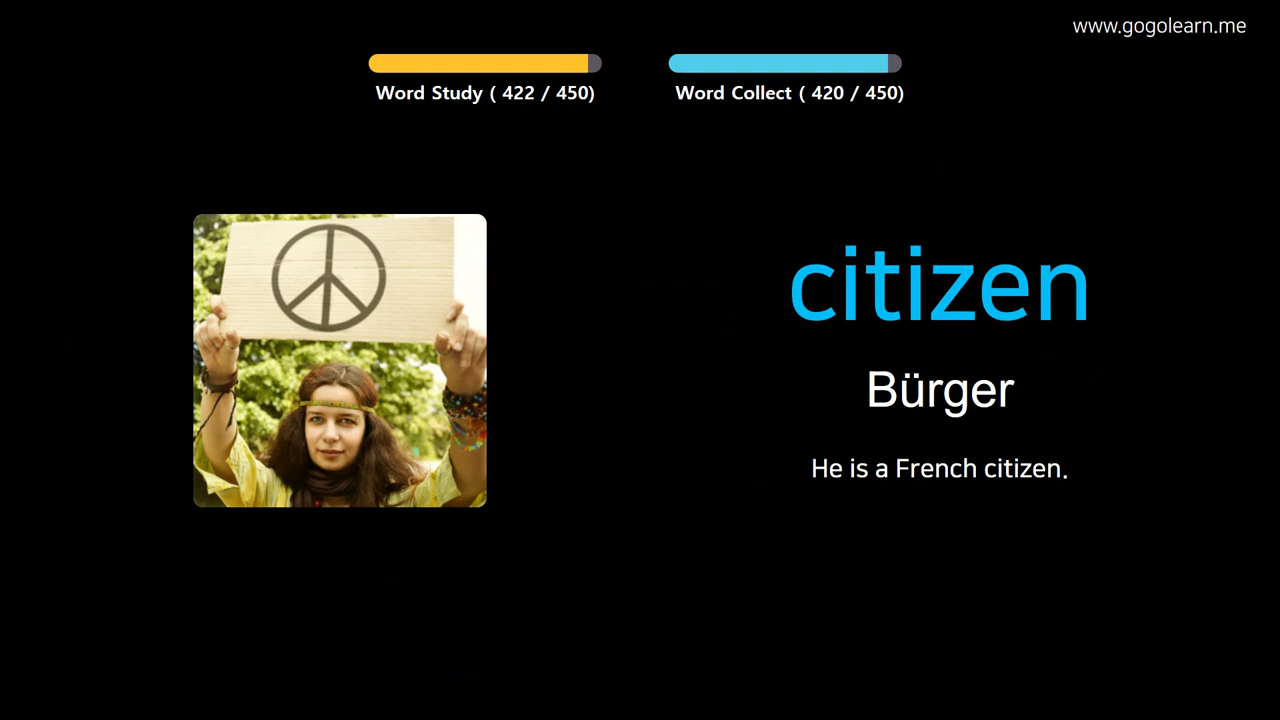 www.gogolearn.me
Word Study ( 422 / 450)
Word Collect ( 420 / 450)
citizen
Bürger
He is a French citizen.